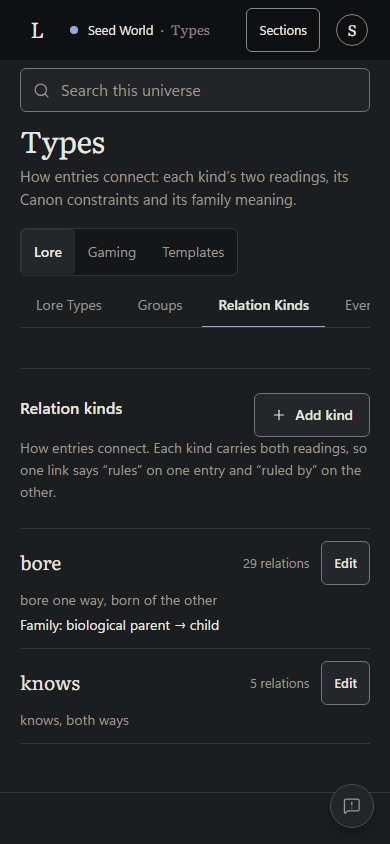 L
Seed World · Types
Sections
S
Search this universe
Types
How entries connect: each kind’s two readings, its
Canon constraints and its family meaning.
Lore
Gaming
Templates
Lore Types
Groups
Relation Kinds
Relation kinds
Add kind
How entries connect. Each kind carries both readings, so
one link says “rules” on one entry and “ruled by” on the
other.
bore
29 relations
Edit
bore one way, born of the other
Family: biological parent → child
knows
5 relations
Edit
knows, both ways